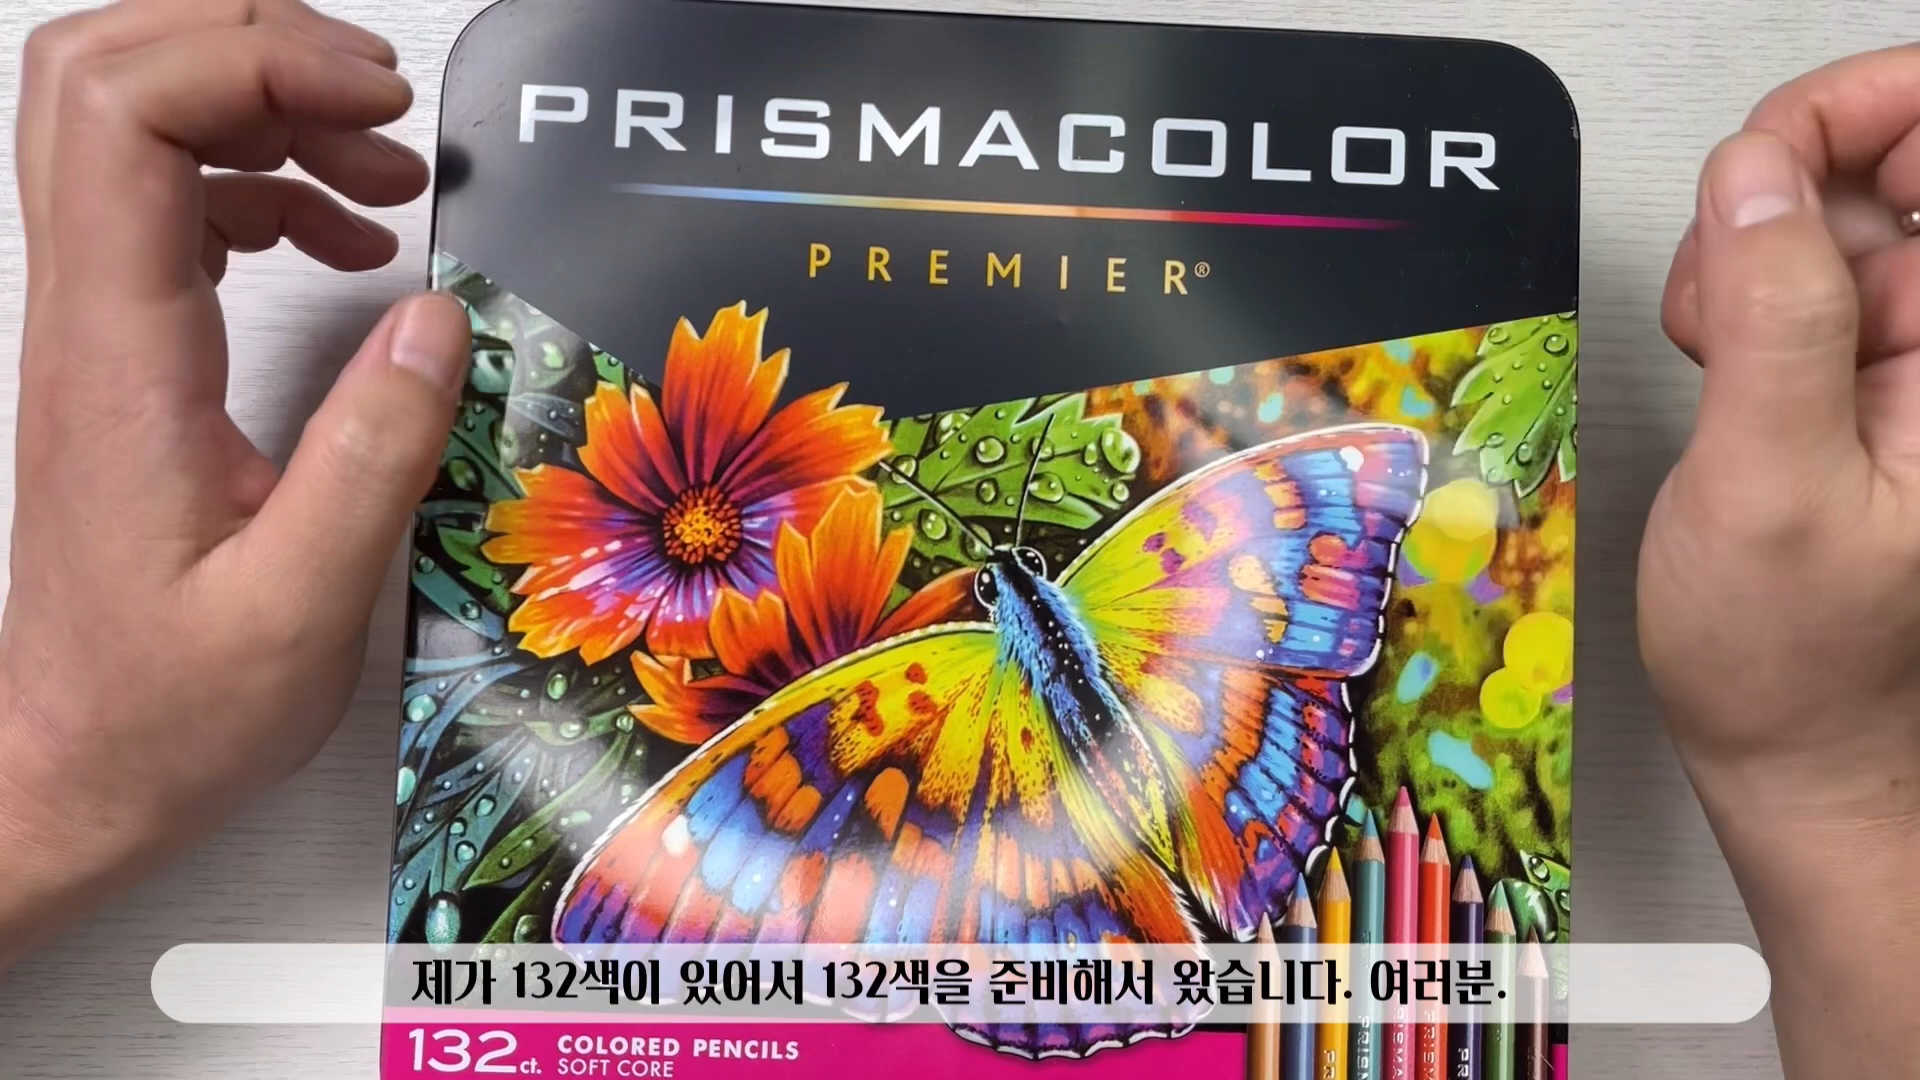 PRISMACOLOR
PREMIER®
제가 132색이 있어서 132색을 준비해서 왔습니다. 여러분.
132ct. COLORED PENCILS
SOFT CORE